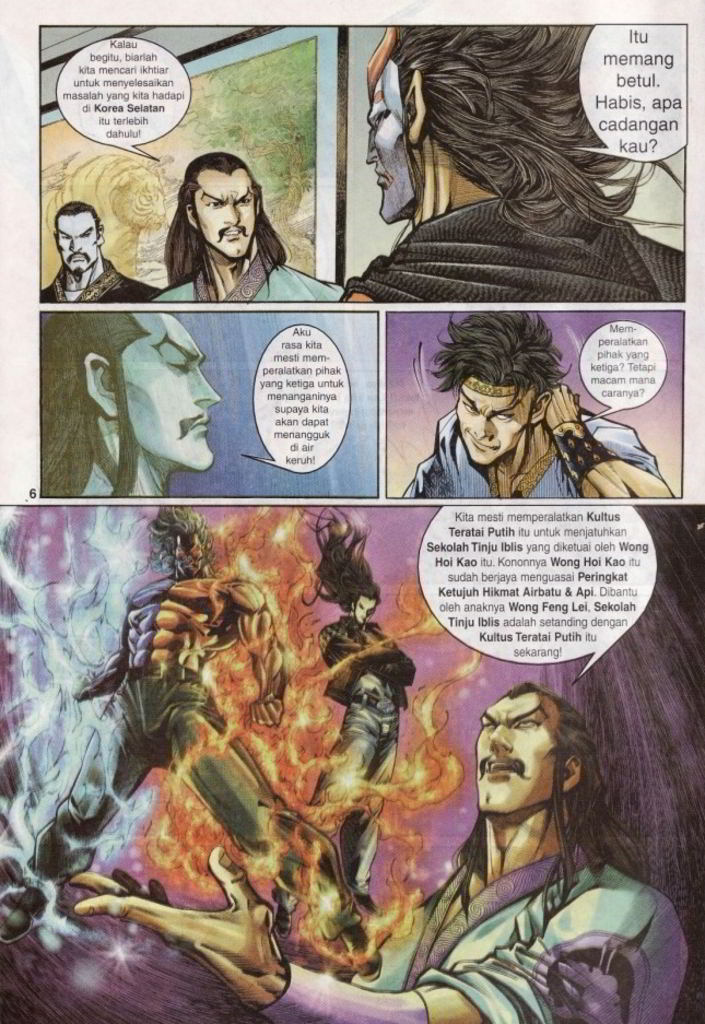 Kalau
begitu, biarlah
kita mencari ikhtiar
untuk menyelesaikan
masalah yang kita hadapi
di Korea Selatan
itu terlebih
dahulu!
Itu
memang
betul.
Habis, apa
cadangan
kau?
Aku
rasa kita
mesti mem-
peralatkan pihak
yang ketiga untuk
menanganinya
supaya kita
akan dapat
menangguk
di air
keruh!
Mem-
peralatkan
pihak yang
ketiga? Tetapi
macam mana
caranya?
6
Kita mesti memperalatkan Kultus
Teratai Putih itu untuk menjatuhkan
Sekolah Tinju Iblis yang diketuai oleh Wong
Hoi Kao itu. Kononnya Wong Hoi Kao itu
sudah berjaya menguasai Peringkat
Ketujuh Hikmat Airbatu & Api. Dibantu
oleh anaknya Wong Feng Lei, Sekolah
Tinju Iblis adalah setanding dengan
Kultus Teratai Putih itu
sekarang!